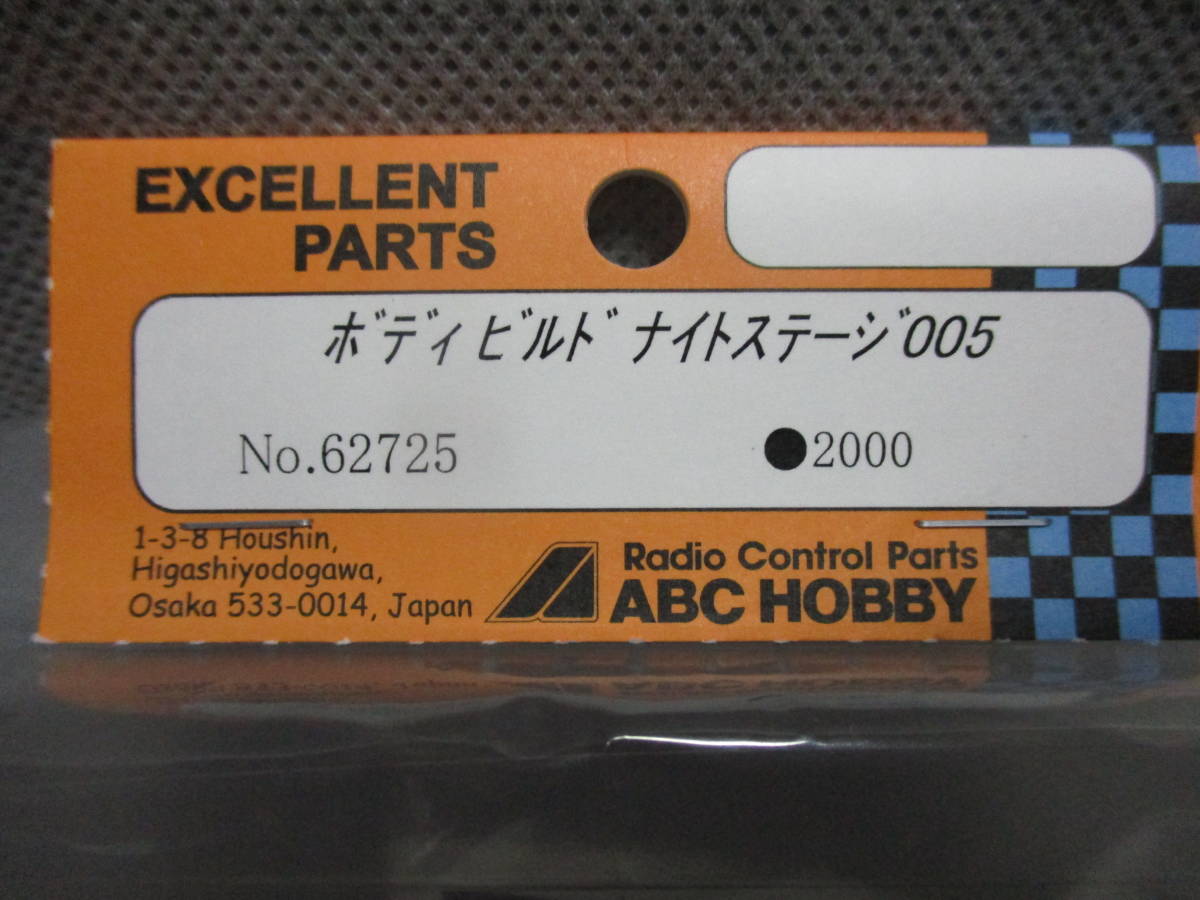 EXCELLENT
PARTS
ボディビルドナイトステージ005
No.62725 ●2000
1-3-8 Houshin,
Higashiyodogawa,
Osaka 533-0014, Japan
Radio Control Parts
ABC HOBBY